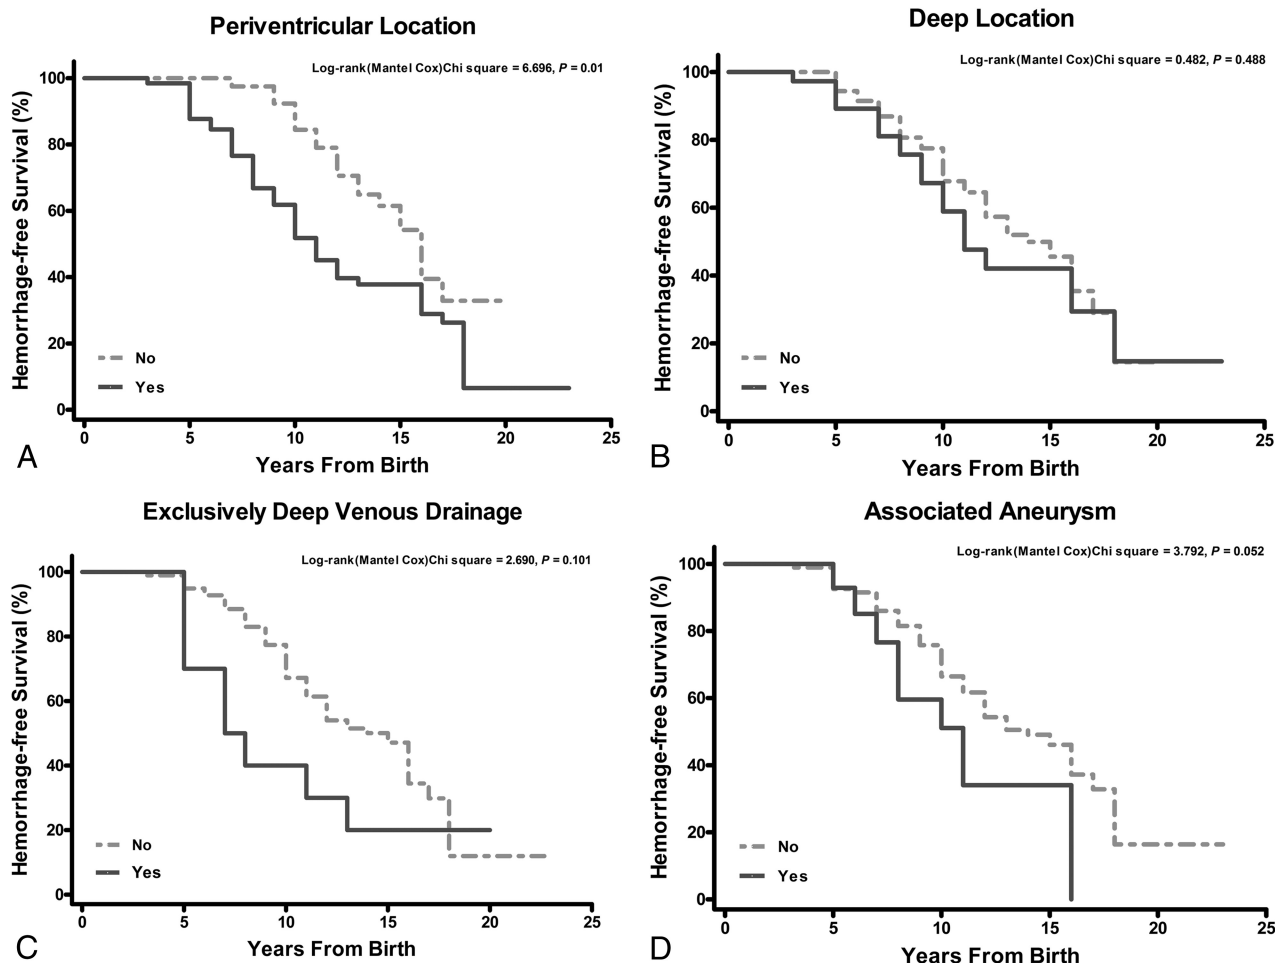 Periventricular Location
Log-rank(Mantel Cox)Chi square = 6.696, P = 0.01
Hemorrhage-free Survival (%)
100
80
60
40
20
0
No
Yes
0 5 10 15 20 25
Years From Birth
A
Deep Location
Log-rank(Mantel Cox)Chi square = 0.482, P = 0.488
Hemorrhage-free Survival (%)
100
80
60
40
20
0
No
Yes
0 5 10 15 20 25
Years From Birth
B
Exclusively Deep Venous Drainage
Log-rank(Mantel Cox)Chi square = 2.690, P = 0.101
Hemorrhage-free Survival (%)
100
80
60
40
20
0
No
Yes
0 5 10 15 20 25
Years From Birth
C
Associated Aneurysm
Log-rank(Mantel Cox)Chi square = 3.792, P = 0.052
Hemorrhage-free Survival (%)
100
80
60
40
20
0
No
Yes
0 5 10 15 20 25
Years From Birth
D